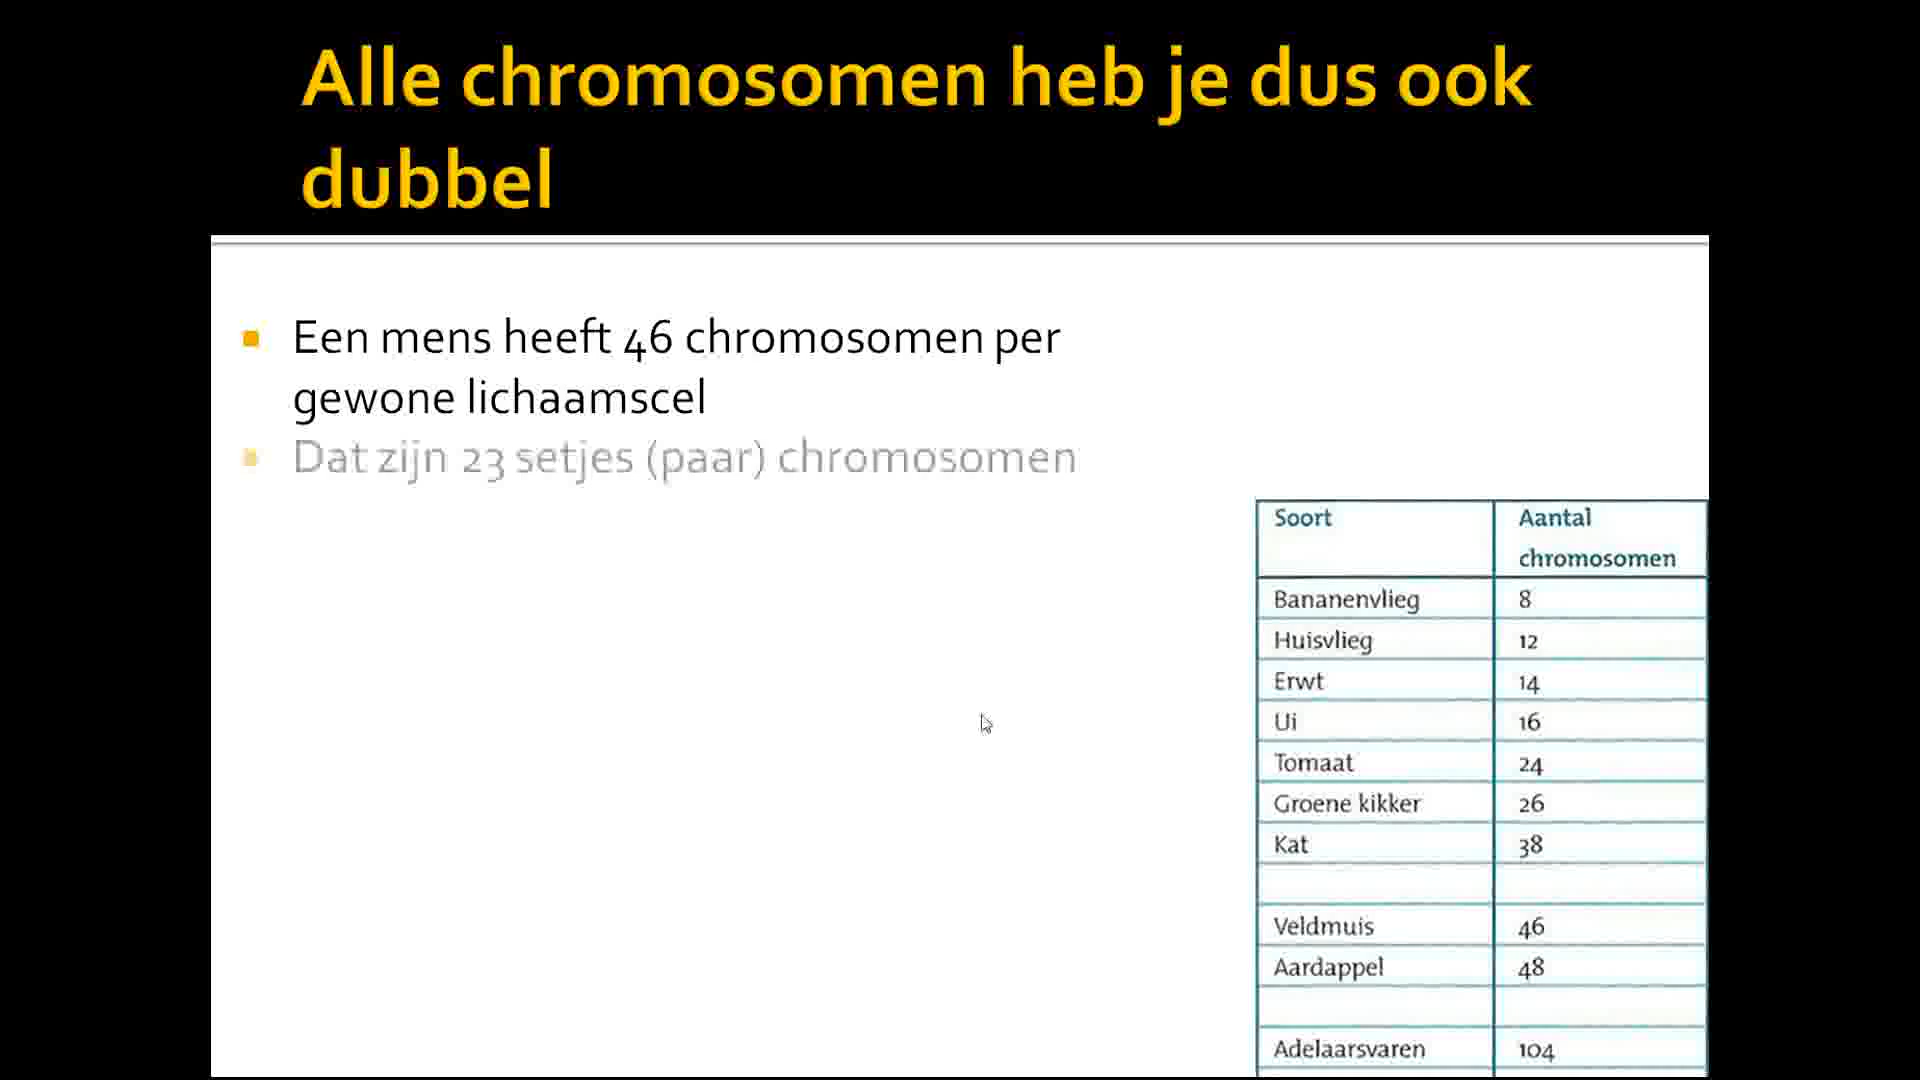 Alle chromosomen heb je dus ook
dubbel
Een mens heeft 46 chromosomen per
gewone lichaamscel
Dat zijn 23 setjes (paar) chromosomen
Soort Aantal
chromosomen
Bananenvlieg 8
Huisvlieg 12
Erwt 14
Ui 16
Tomaat 24
Groene kikker 26
Kat 38
Veldmuis 46
Aardappel 48
Adelaarsvaren 104